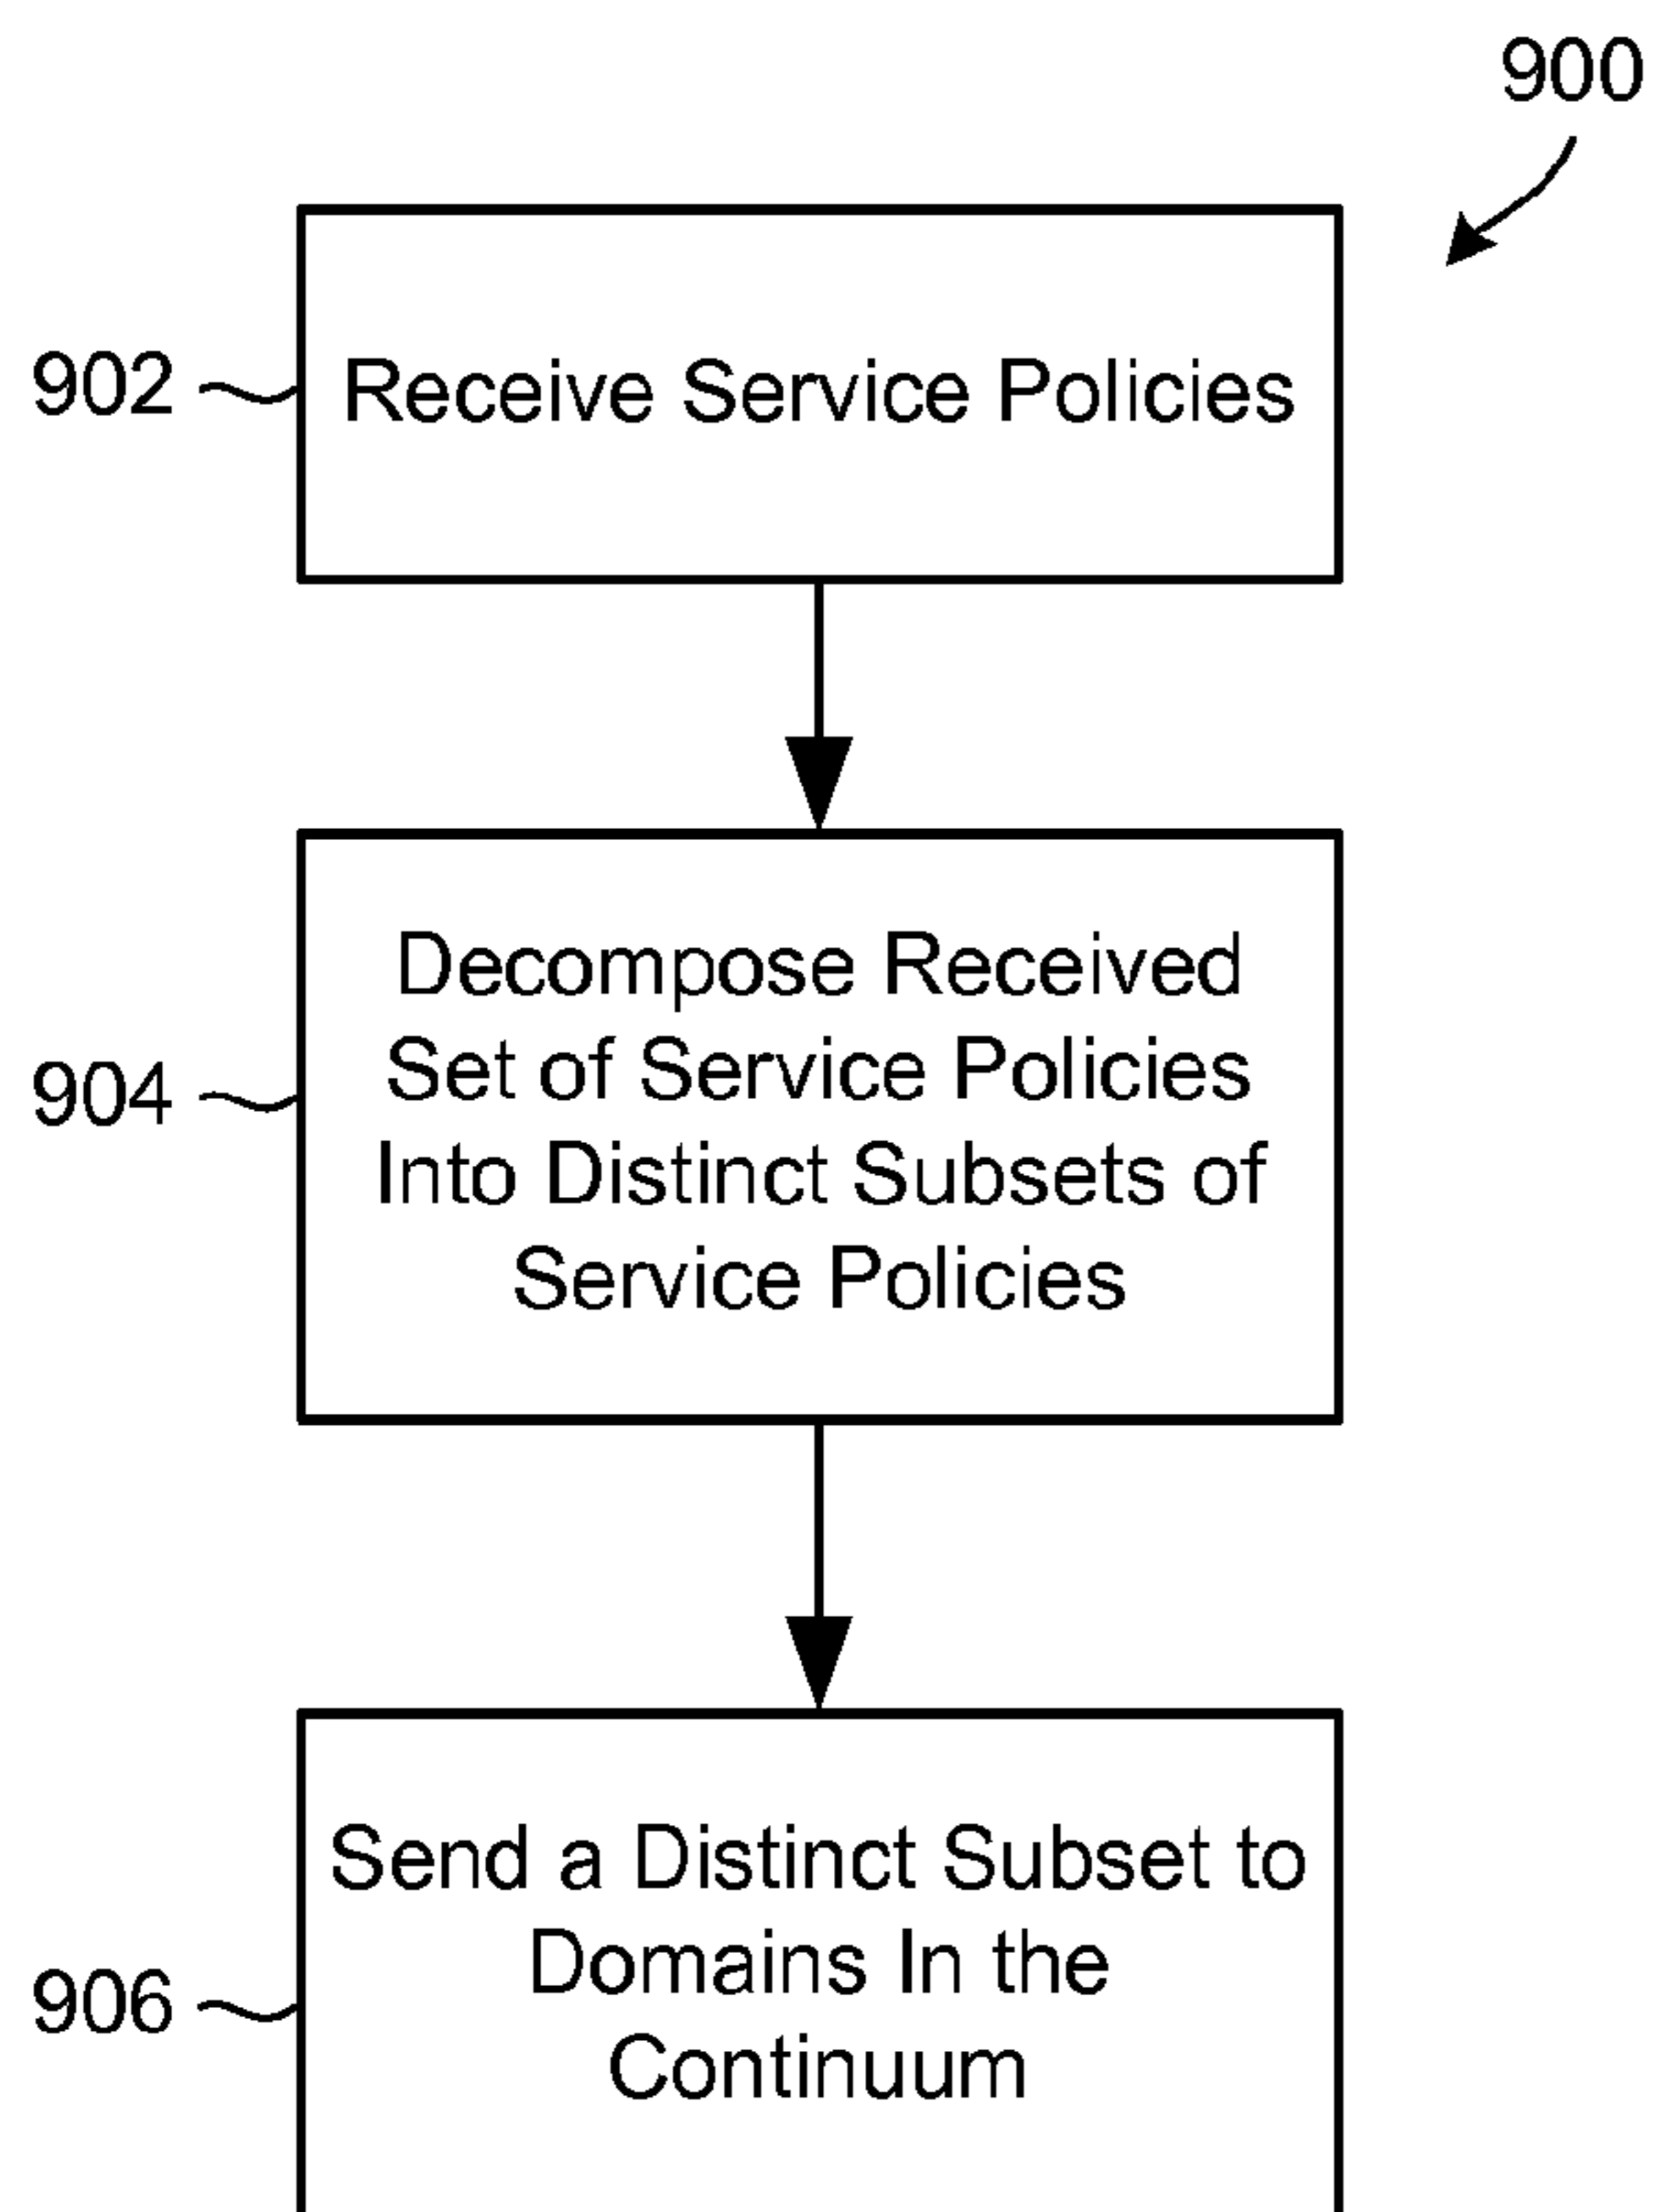 900
902
Receive Service Policies
904
Decompose Received
Set of Service Policies
Into Distinct Subsets of
Service Policies
906
Send a Distinct Subset to
Domains In the
Continuum